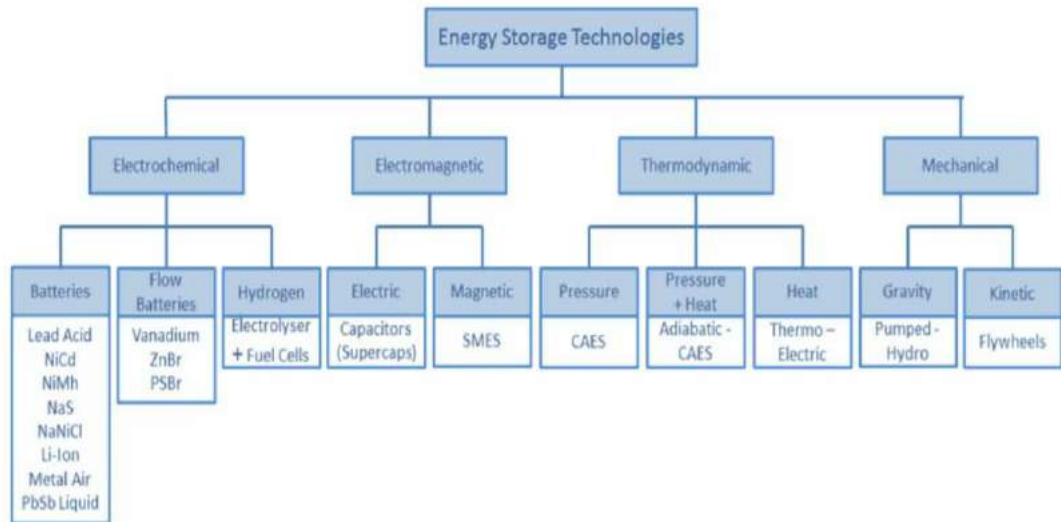 Energy Storage Technologies
Electrochemical
Electromagnetic
Thermodynamic
Mechanical
Batteries
Lead Acid
NiCd
NiMh
NaS
NaNiCl
Li-Ion
Metal Air
PbSb Liquid
Flow
Batteries
Vanadium
ZnBr
PSBr
Hydrogen
Electrolyser
+ Fuel Cells
Electric
Capacitors
(Supercaps)
Magnetic
SMES
Pressure
CAES
Pressure
+ Heat
Adiabatic -
CAES
Heat
Thermo –
Electric
Gravity
Pumped -
Hydro
Kinetic
Flywheels